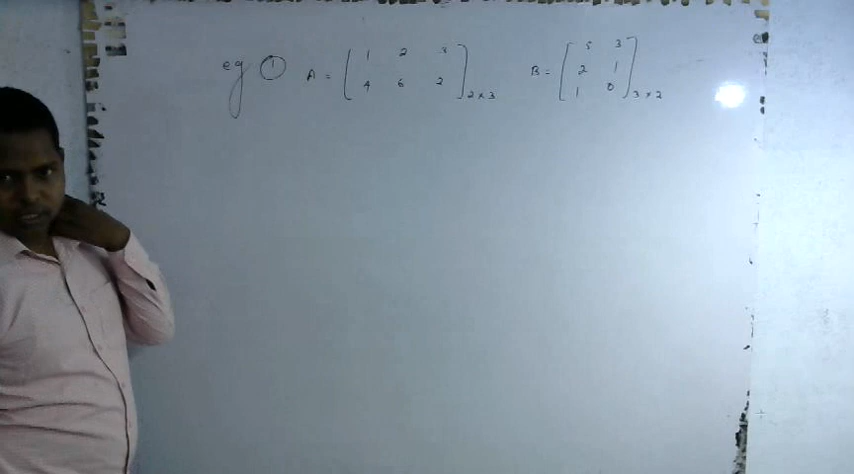 eg ① A = [ 1 2 3 B = [ 5 3
4 6 2 ]2×3 2 1
1 0 ]3×2